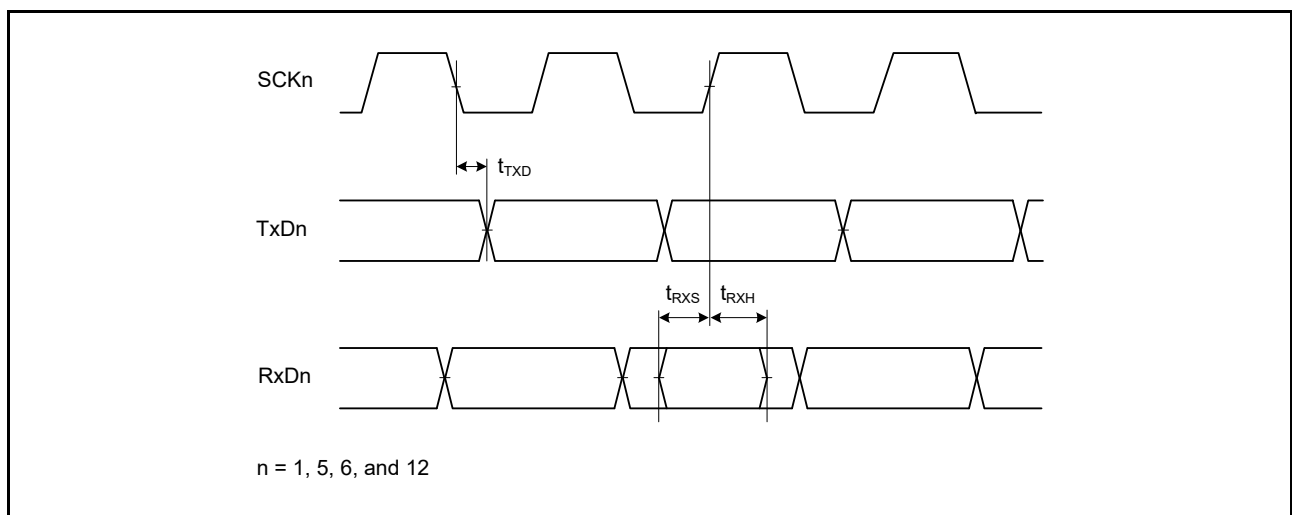 SCKn
tTXD
TxDn
tRXS tRXH
RxDn
n = 1, 5, 6, and 12